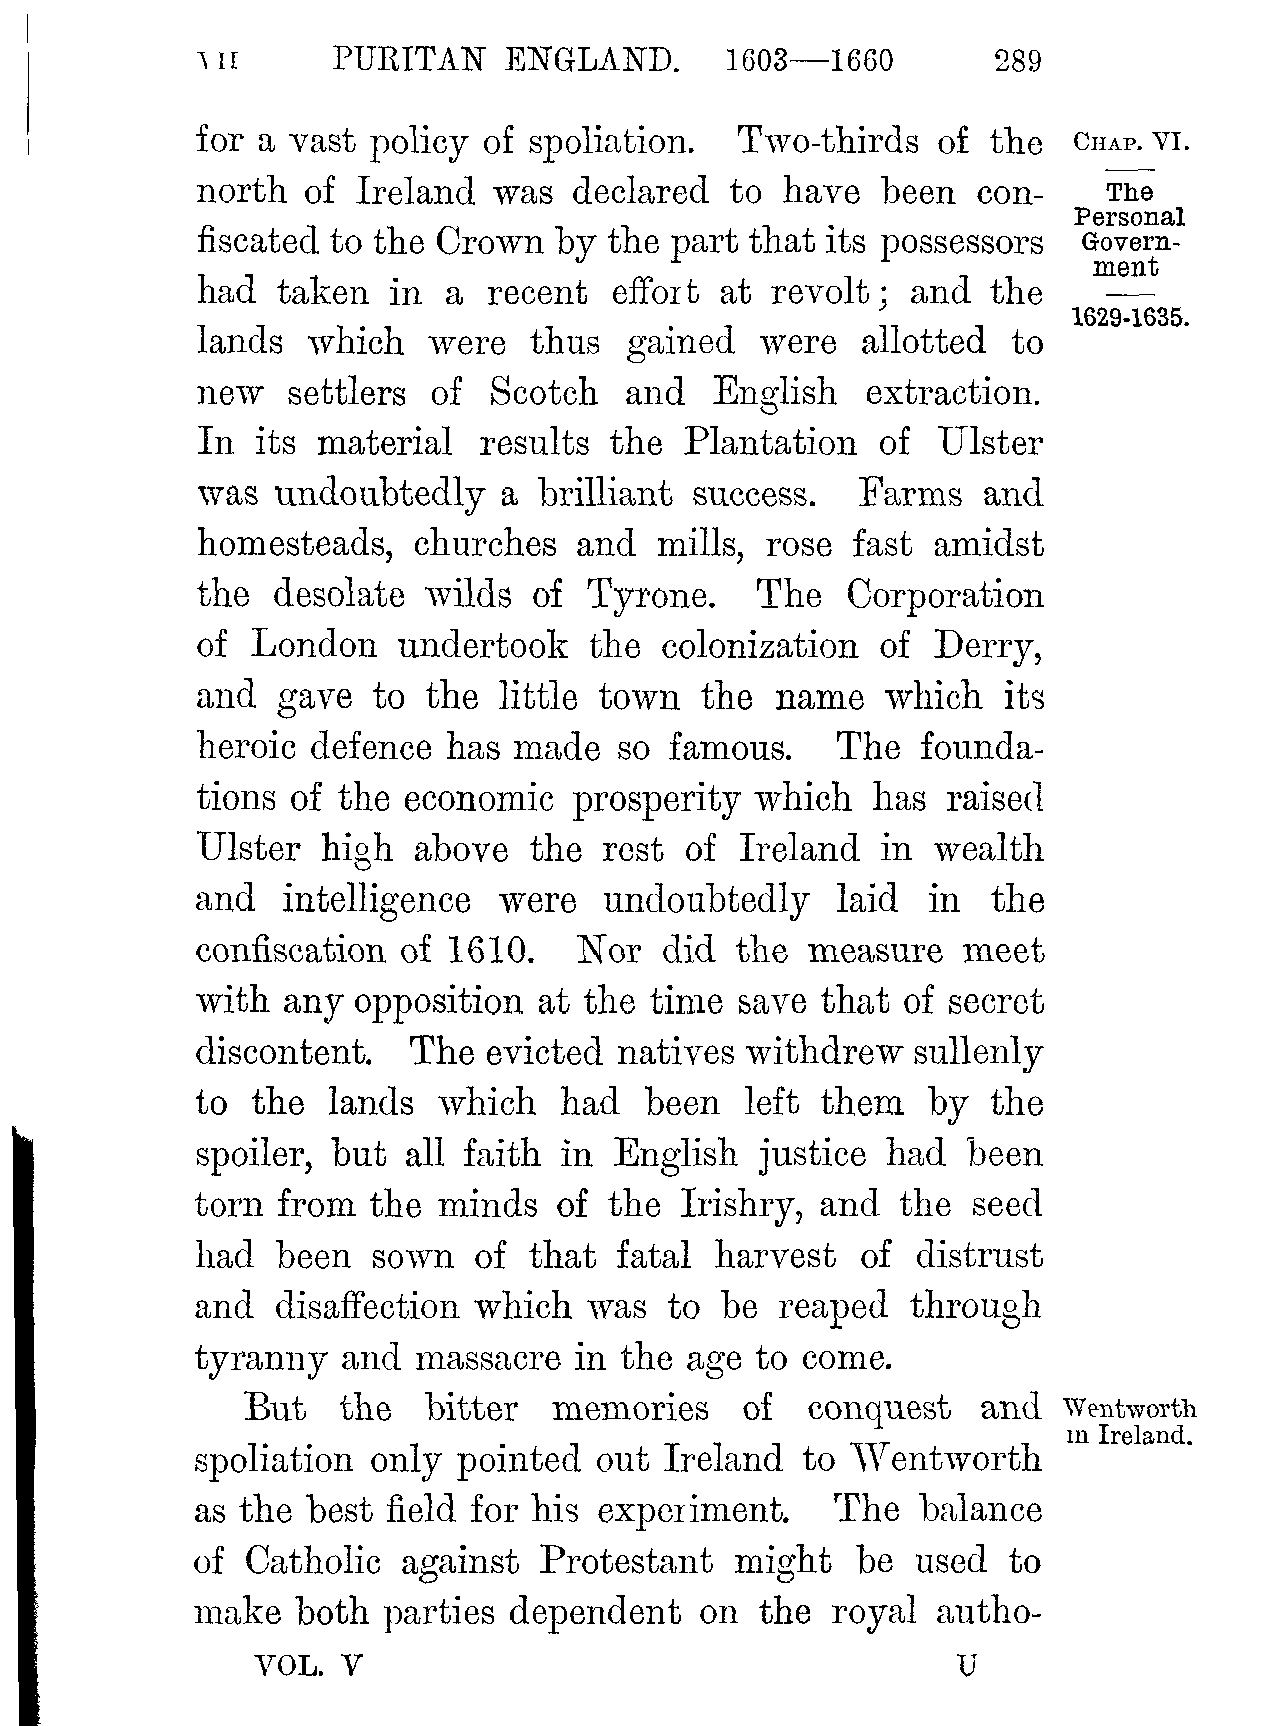 VII PURITAN ENGLAND. 1603—1660 289
for a vast policy of spoliation. Two-thirds of the
north of Ireland was declared to have been con-
fiscated to the Crown by the part that its possessors
had taken in a recent effort at revolt; and the
lands which were thus gained were allotted to
new settlers of Scotch and English extraction.
In its material results the Plantation of Ulster
was undoubtedly a brilliant success. Farms and
homesteads, churches and mills, rose fast amidst
the desolate wilds of Tyrone. The Corporation
of London undertook the colonization of Derry,
and gave to the little town the name which its
heroic defence has made so famous. The founda-
tions of the economic prosperity which has raised
Ulster high above the rest of Ireland in wealth
and intelligence were undoubtedly laid in the
confiscation of 1610. Nor did the measure meet
with any opposition at the time save that of secret
discontent. The evicted natives withdrew sullenly
to the lands which had been left them by the
spoiler, but all faith in English justice had been
torn from the minds of the Irishry, and the seed
had been sown of that fatal harvest of distrust
and disaffection which was to be reaped through
tyranny and massacre in the age to come.
But the bitter memories of conquest and
spoliation only pointed out Ireland to Wentworth
as the best field for his experiment. The balance
of Catholic against Protestant might be used to
make both parties dependent on the royal autho-
VOL. V U
CHAP. VI.
The
Personal
Govern-
ment
1629-1635.
Wentworth
in Ireland.